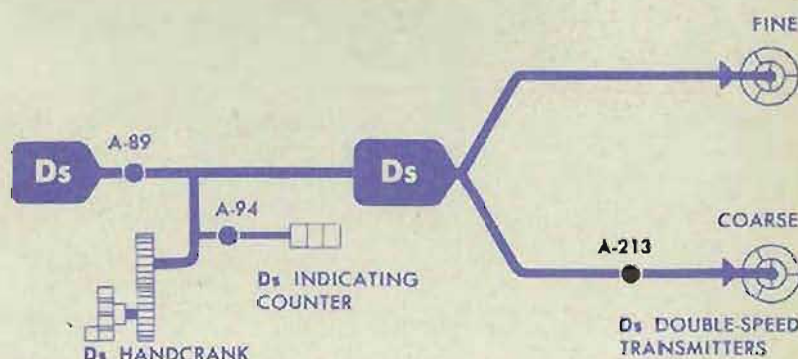 FINE
A-89
Ds
Ds
A-94
COARSE
A-213
Ds INDICATING
COUNTER
Ds DOUBLE-SPEED
TRANSMITTERS
Ds HANDCRANK